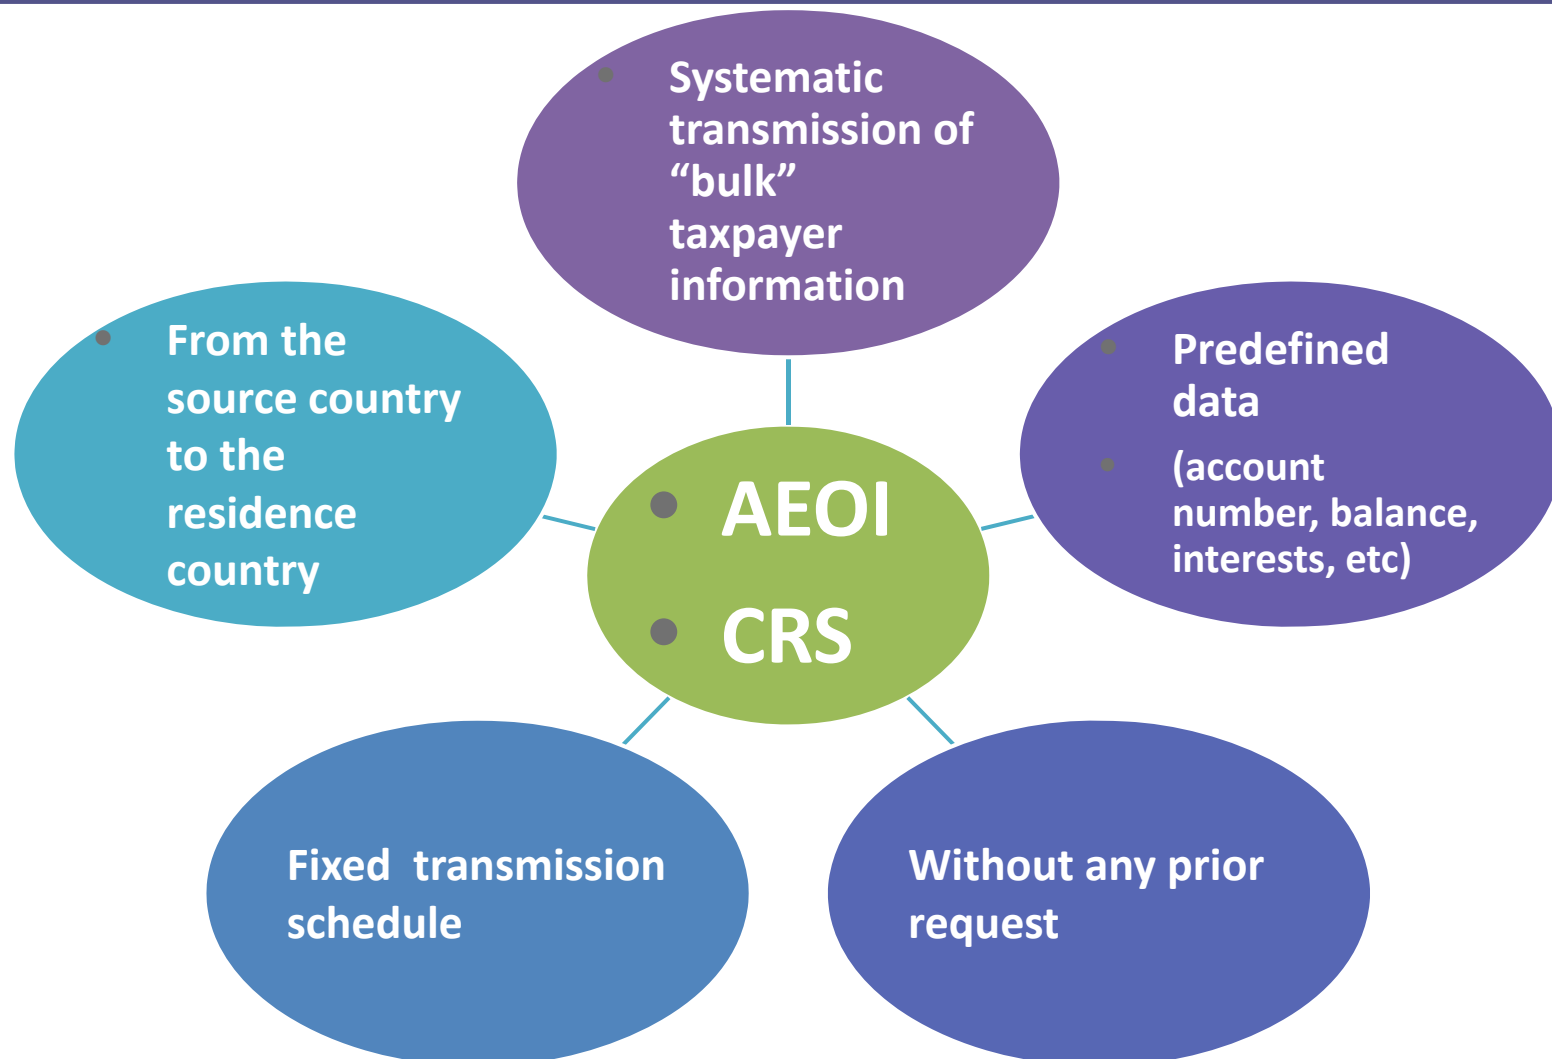 Systematic
transmission of
“bulk”
taxpayer
information
From the
source country
to the
residence
country
Predefined
data
(account
number, balance,
interests, etc)
AEOI
CRS
Fixed  transmission
schedule
Without any prior
request